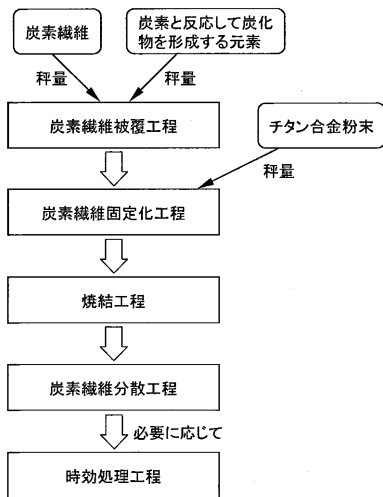 炭素繊維
炭素と反応して炭化
物を形成する元素
秤量
秤量
炭素繊維被覆工程
チタン合金粉末
秤量
炭素繊維固定化工程
焼結工程
炭素繊維分散工程
必要に応じて
時効処理工程